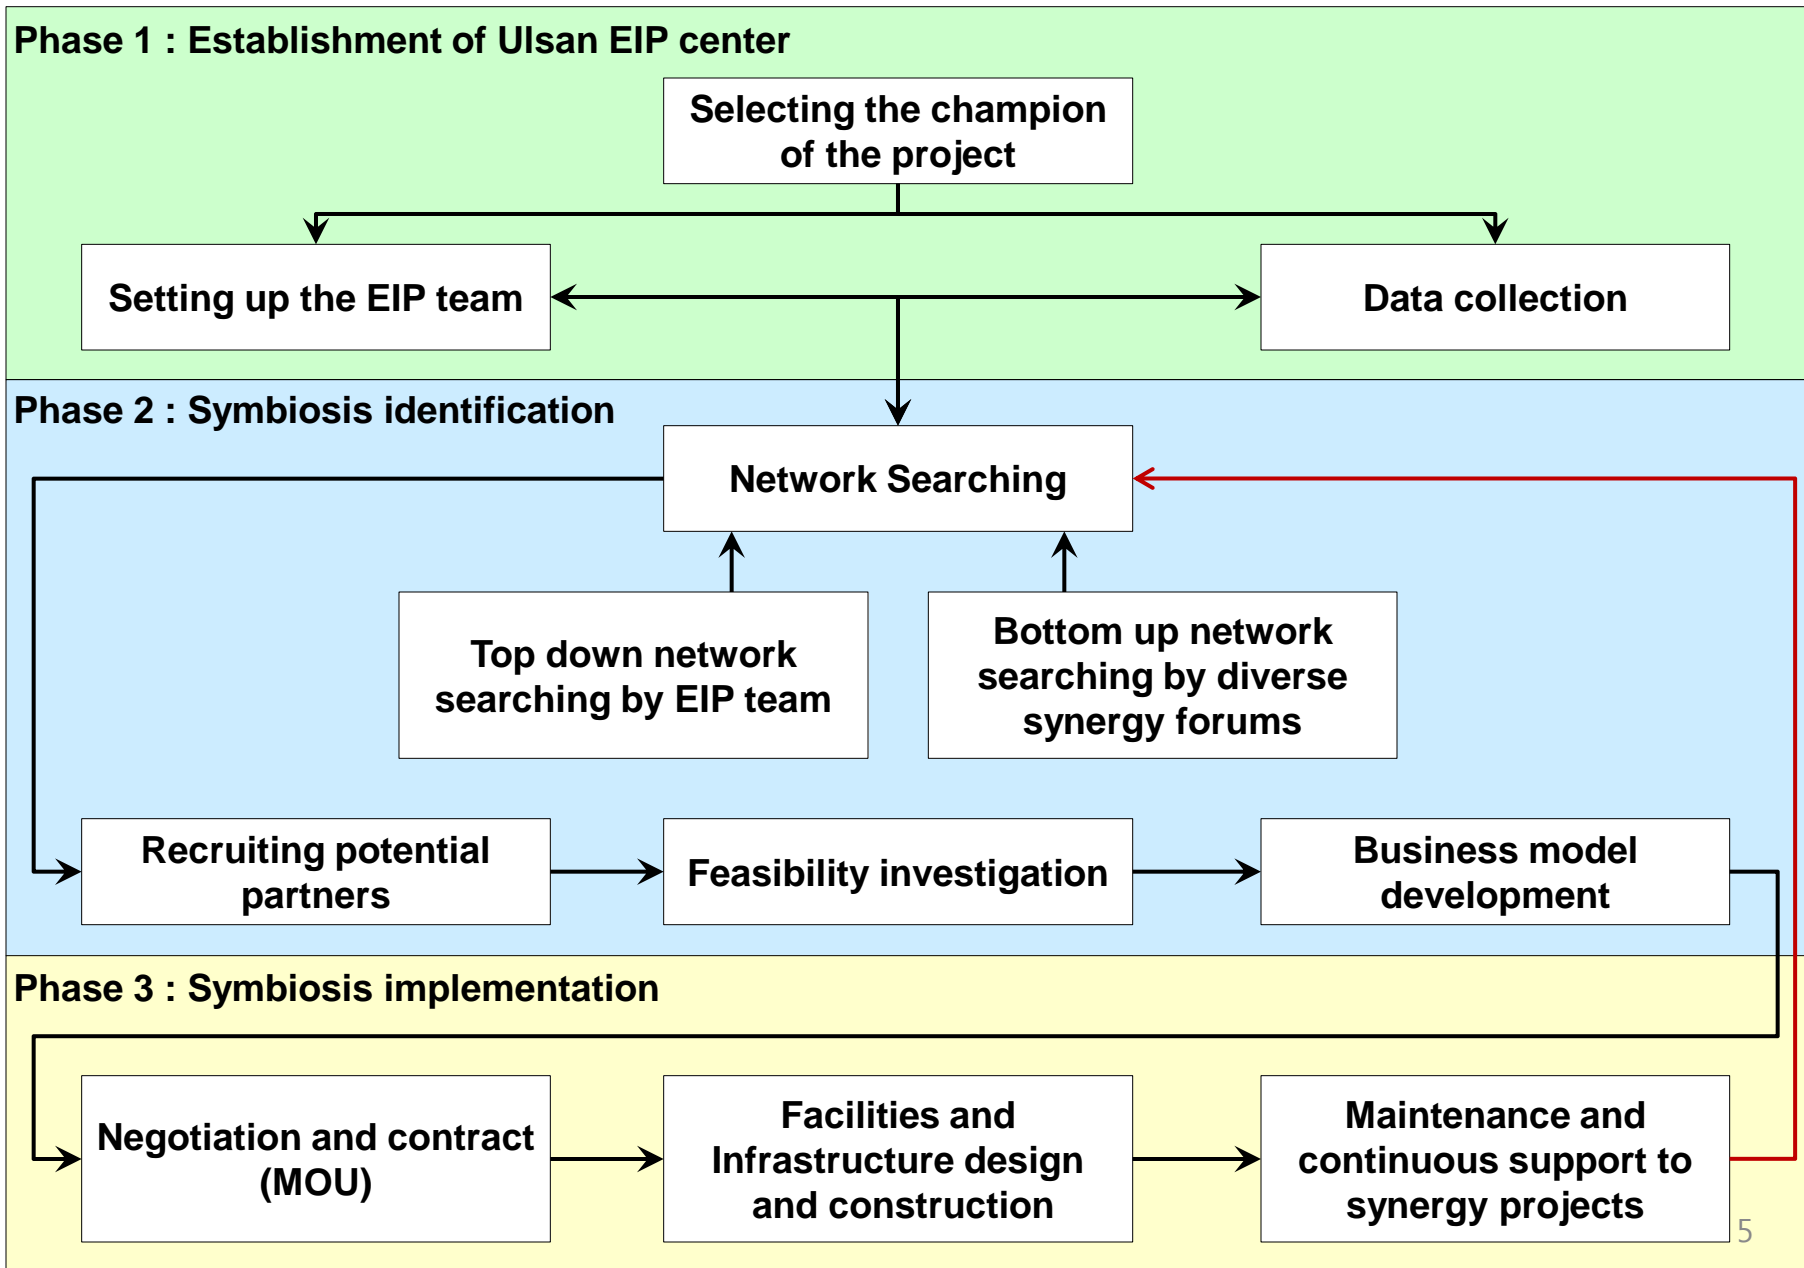 Phase 1 : Establishment of Ulsan EIP center
Selecting the champion
of the project
Setting up the EIP team
Data collection
Phase 2 : Symbiosis identification
Network Searching
Top down network
searching by EIP team
Bottom up network
searching by diverse
synergy forums
Recruiting potential
partners
Feasibility investigation
Business model
development
Phase 3 : Symbiosis implementation
Negotiation and contract
(MOU)
Facilities and
Infrastructure design
and construction
Maintenance and
continuous support to
synergy projects
5